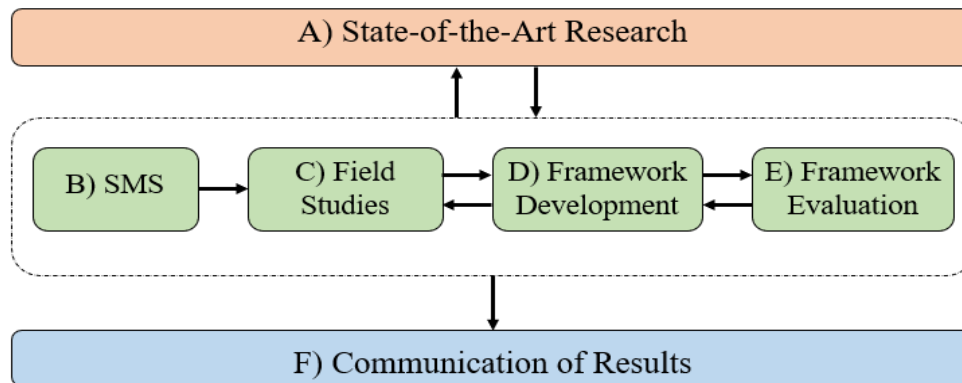 A) State-of-the-Art Research
B) SMS
C) Field
Studies
D) Framework
Development
E) Framework
Evaluation
F) Communication of Results